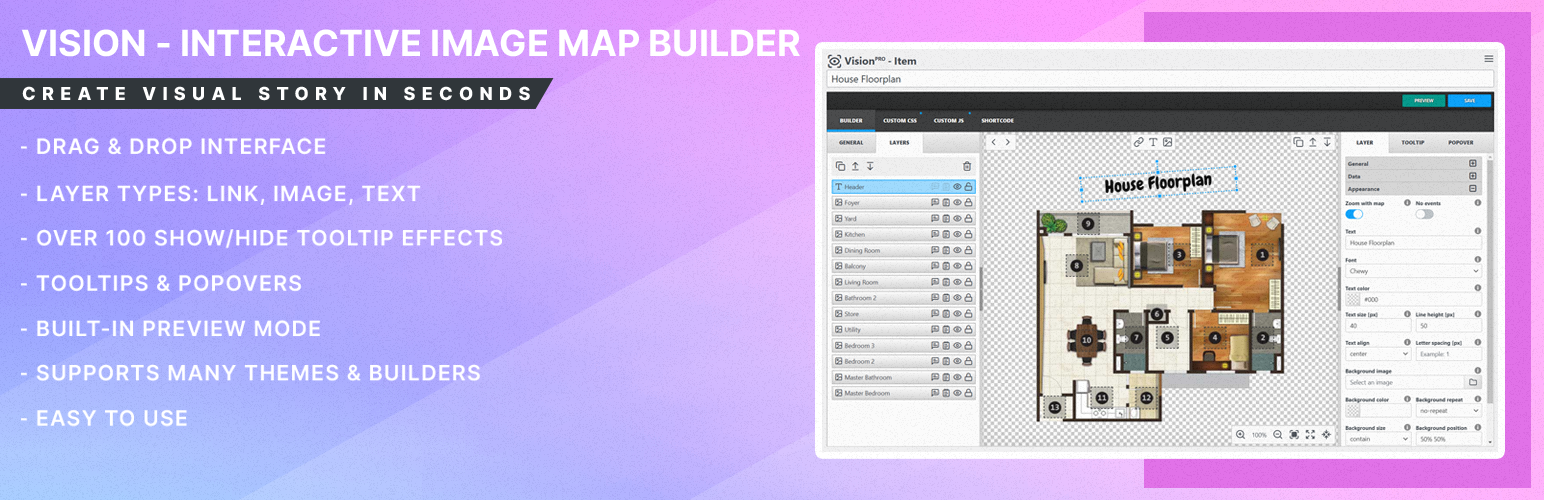 VISION - INTERACTIVE IMAGE MAP BUILDER
CREATE VISUAL STORY IN SECONDS
- DRAG & DROP INTERFACE
- LAYER TYPES: LINK, IMAGE, TEXT
- OVER 100 SHOW/HIDE TOOLTIP EFFECTS
- TOOLTIPS & POPOVERS
- BUILT-IN PREVIEW MODE
- SUPPORTS MANY THEMES & BUILDERS
- EASY TO USE
VisionPRO - Item
House Floorplan
PREVIEW SAVE
BUILDER CUSTOM CSS CUSTOM JS SHORTCODE
GENERAL LAYERS
Header
Foyer
Yard
Kitchen
Dining Room
Balcony
Living Room
Bathroom 2
Store
Utility
Bedroom 3
Bedroom 2
Master Bathroom
Master Bedroom
House Floorplan
9
3
1
8
6
10
7
5
4
2
11
12
13
100%
LAYER TOOLTIP POPOVER
General
Data
Appearance
Zoom with map No events
Text
House Floorplan
Font
Chewy
Text color
#000
Text size [px] Line height [px]
40 50
Text align Letter spacing [px]
center Example: 1
Background image
Select an image
Background color Background repeat
no-repeat
Background size Background position
contain 50% 50%